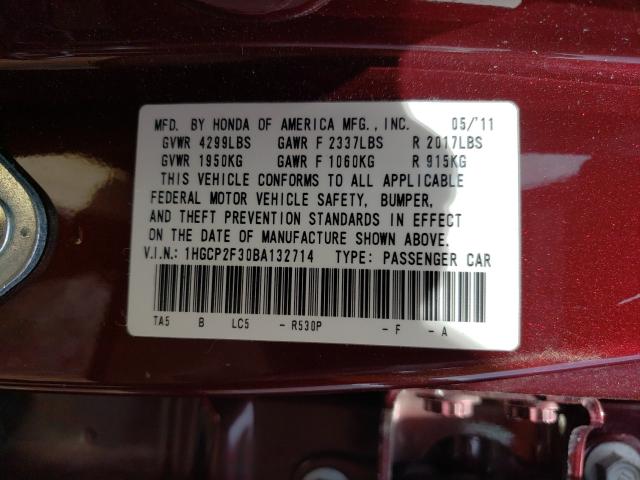 MFD. BY HONDA OF AMERICA MFG., INC. 05/'11
GVWR 4299LBS GAWR F 2337LBS R 2017LBS
GVWR 1950KG GAWR F 1060KG R 915KG
THIS VEHICLE CONFORMS TO ALL APPLICABLE
FEDERAL MOTOR VEHICLE SAFETY, BUMPER,
AND THEFT PREVENTION STANDARDS IN EFFECT
ON THE DATE OF MANUFACTURE SHOWN ABOVE.
V.I.N.: 1HGCP2F30BA132714 TYPE: PASSENGER CAR
TA5 B LC5 - R530P - F - A